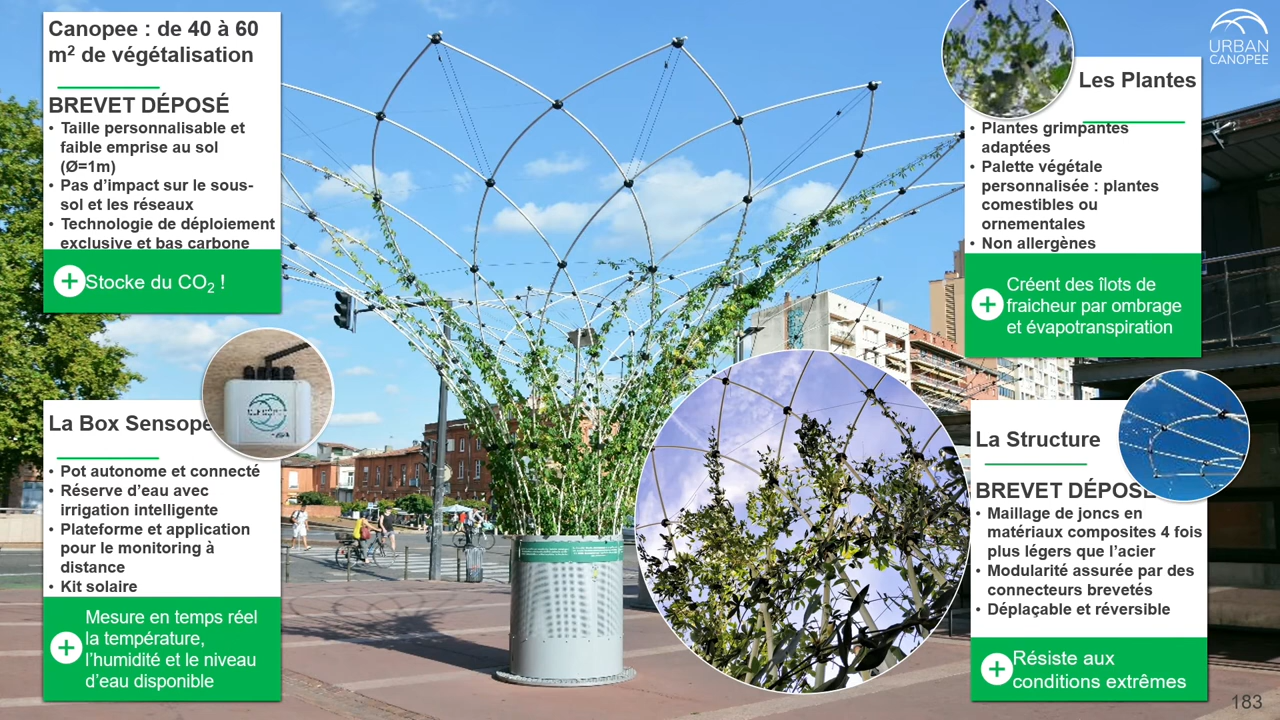 Canopee : de 40 à 60
m² de végétalisation
BREVET DÉPOSÉ
• Taille personnalisable et
faible emprise au sol
(Ø=1m)
• Pas d’impact sur le sous-
sol et les réseaux
• Technologie de déploiement
exclusive et bas carbone
+ Stocke du CO₂ !
La Box Sensope
• Pot autonome et connecté
• Réserve d’eau avec
irrigation intelligente
• Plateforme et application
pour le monitoring à
distance
• Kit solaire
+ Mesure en temps réel
la température,
l’humidité et le niveau
d’eau disponible
URBAN
CANOPEE
Les Plantes
• Plantes grimpantes
adaptées
• Palette végétale
personnalisée : plantes
comestibles ou
ornementales
• Non allergènes
+ Créent des îlots de
fraicheur par ombrage
et évapotranspiration
La Structure
BREVET DÉPOSÉ
• Maillage de joncs en
matériaux composites 4 fois
plus légers que l’acier
• Modularité assurée par des
connecteurs brevetés
• Déplaçable et réversible
+ Résiste aux
conditions extrêmes
183